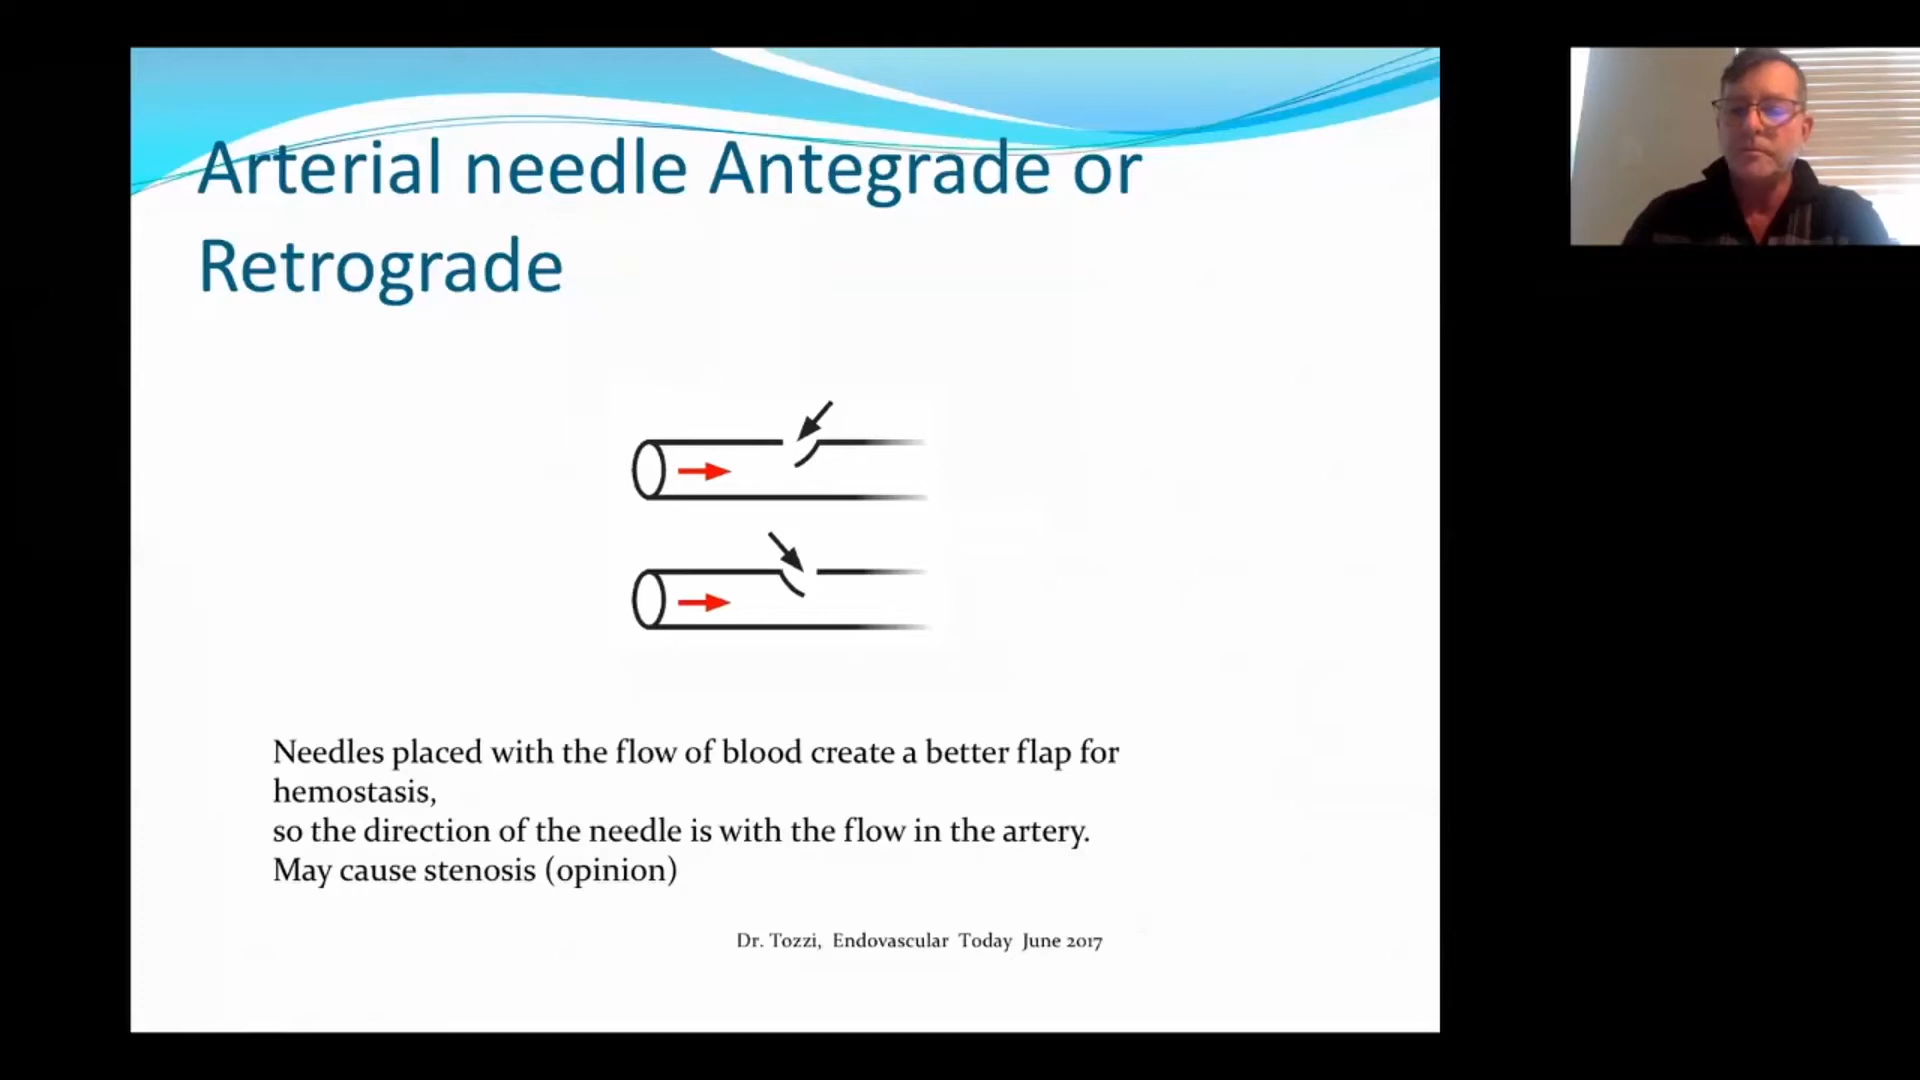 Arterial needle Antegrade or
Retrograde
Needles placed with the flow of blood create a better flap for
hemostasis,
so the direction of the needle is with the flow in the artery.
May cause stenosis (opinion)
Dr. Tozzi, Endovascular Today June 2017